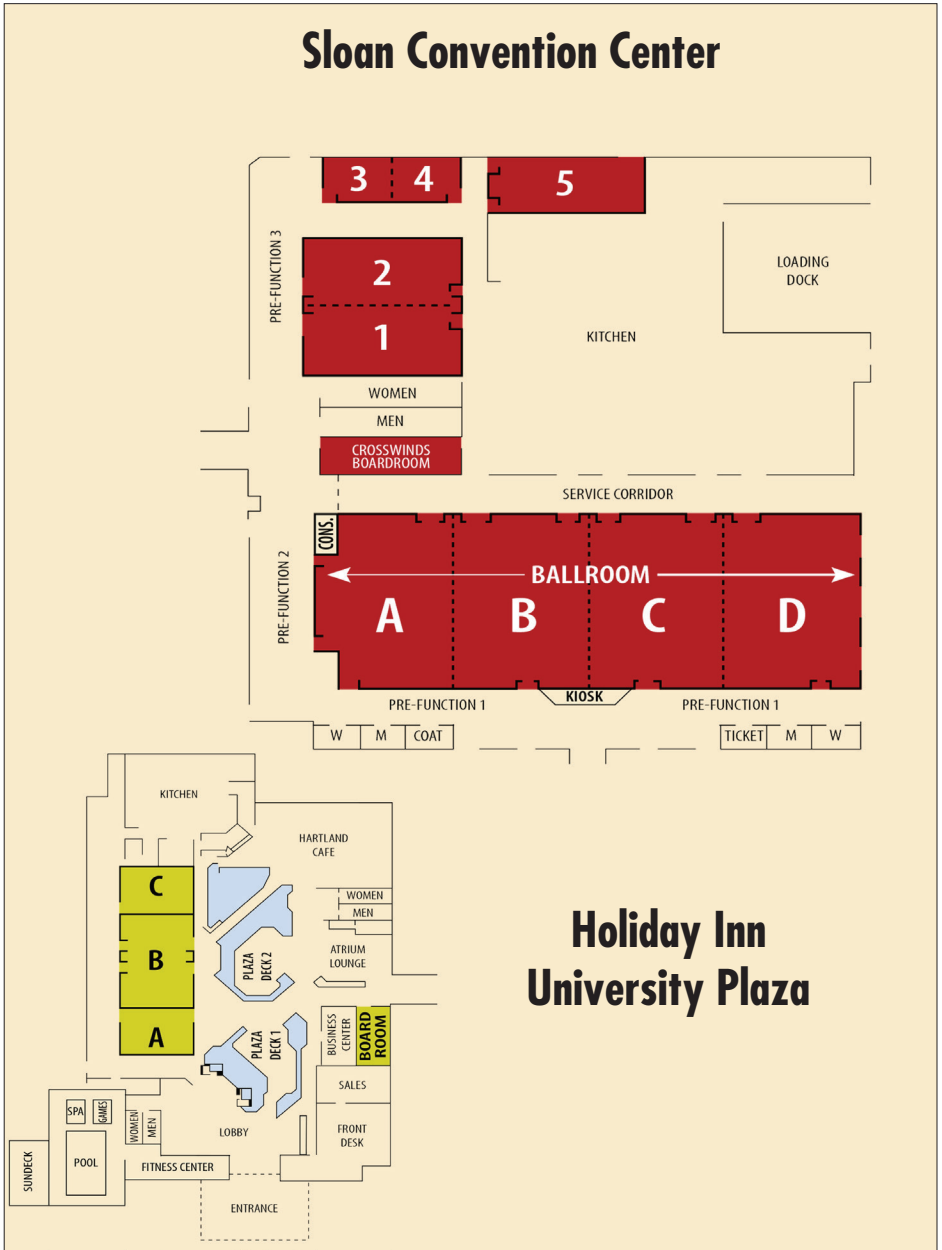 Sloan Convention Center
3
4
5
PRE-FUNCTION 3
2
1
LOADING
DOCK
KITCHEN
WOMEN
MEN
CROSSWINDS
BOARDROOM
SERVICE CORRIDOR
CONS.
PRE-FUNCTION 2
BALLROOM
A
B
C
D
KIOSK
PRE-FUNCTION 1
PRE-FUNCTION 1
W
M
COAT
TICKET
M
W
KITCHEN
HARTLAND
CAFE
C
WOMEN
MEN
B
PLAZA
DECK 2
ATRIUM
LOUNGE
Holiday Inn
University Plaza
A
PLAZA
DECK 1
BUSINESS
CENTER
BOARD
ROOM
SALES
SPA
GAMES
WOMEN
MEN
LOBBY
FRONT
DESK
SUNDECK
POOL
FITNESS CENTER
ENTRANCE